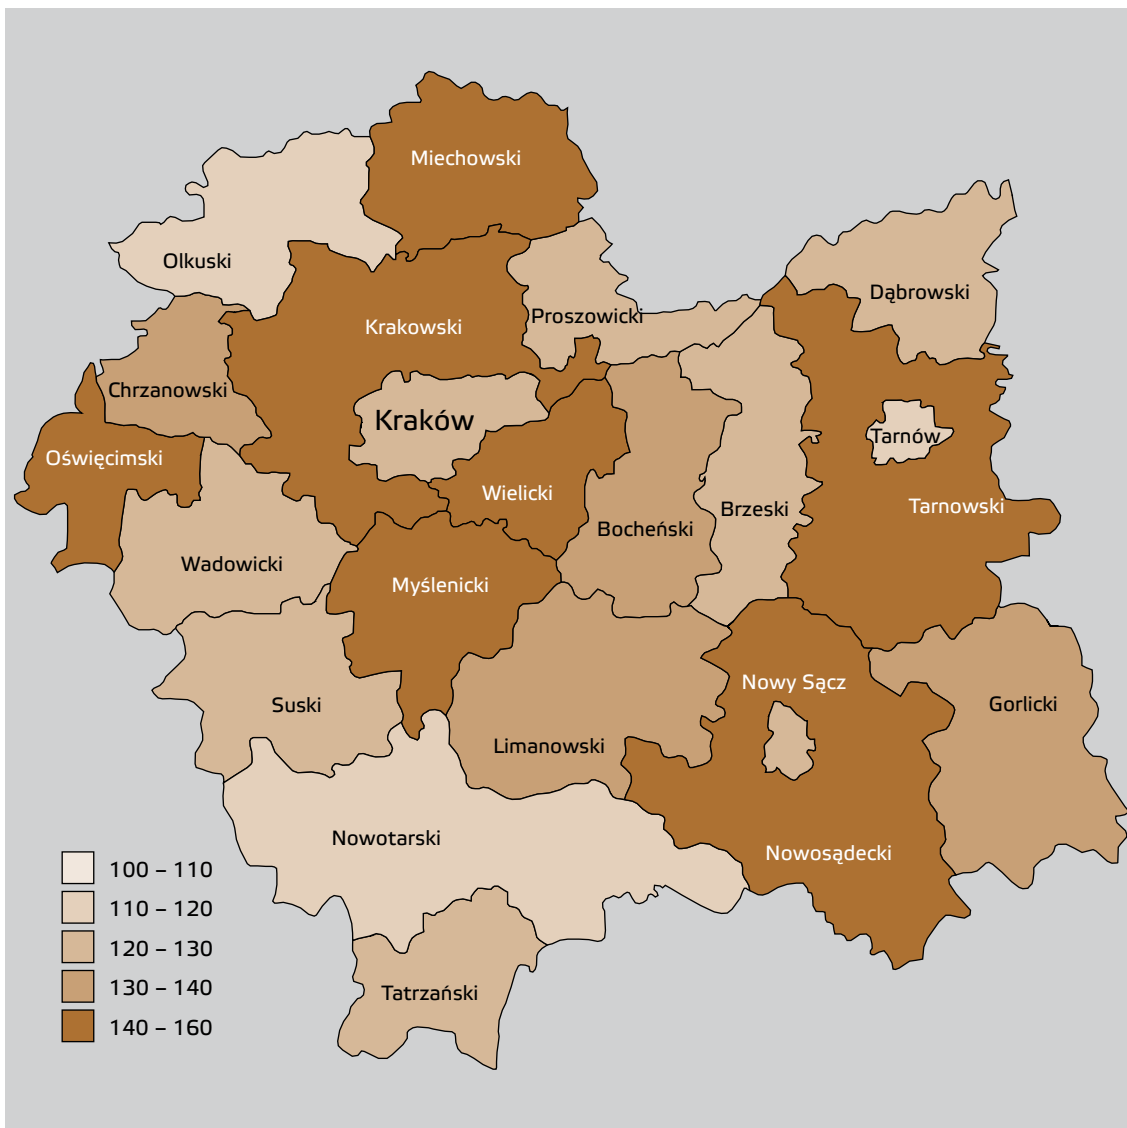 Miechowski
Olkuski
Dąbrowski
Proszowicki
Krakowski
Chrzanowski
Kraków
Tarnów
Oświęcimski
Wielicki
Tarnowski
Brzeski
Bocheński
Wadowicki
Myślenicki
Nowy Sącz
Suski
Gorlicki
Limanowski
Nowotarski
Nowosądecki
100 – 110
110 – 120
120 – 130
130 – 140
140 – 160
Tatrzański